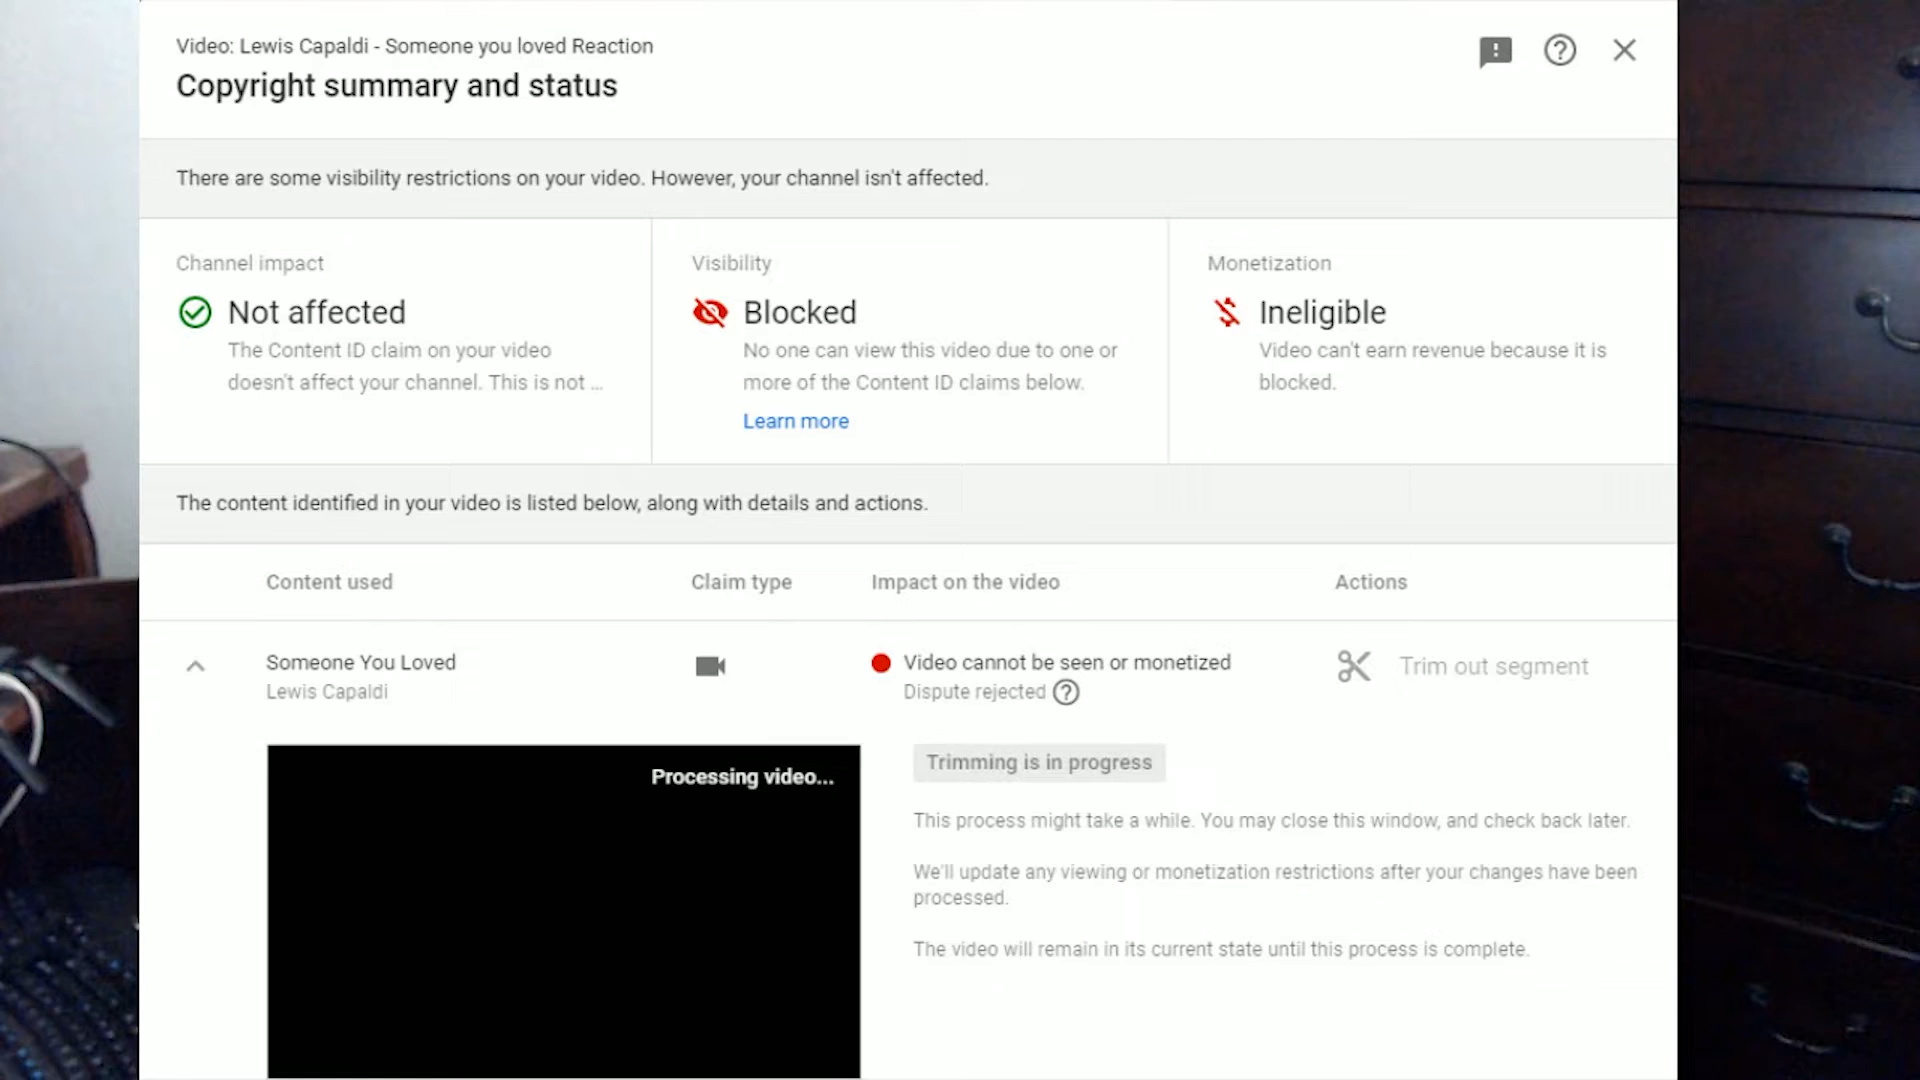 Video: Lewis Capaldi - Someone you loved Reaction
Copyright summary and status
There are some visibility restrictions on your video. However, your channel isn't affected.
Channel impact
Not affected
The Content ID claim on your video
doesn't affect your channel. This is not ...
Visibility
Blocked
No one can view this video due to one or
more of the Content ID claims below.
Learn more
Monetization
Ineligible
Video can't earn revenue because it is
blocked.
The content identified in your video is listed below, along with details and actions.
Content used
Claim type
Impact on the video
Actions
Someone You Loved
Lewis Capaldi
Video cannot be seen or monetized
Dispute rejected
Trim out segment
Processing video...
Trimming is in progress
This process might take a while. You may close this window, and check back later.
We'll update any viewing or monetization restrictions after your changes have been
processed.
The video will remain in its current state until this process is complete.